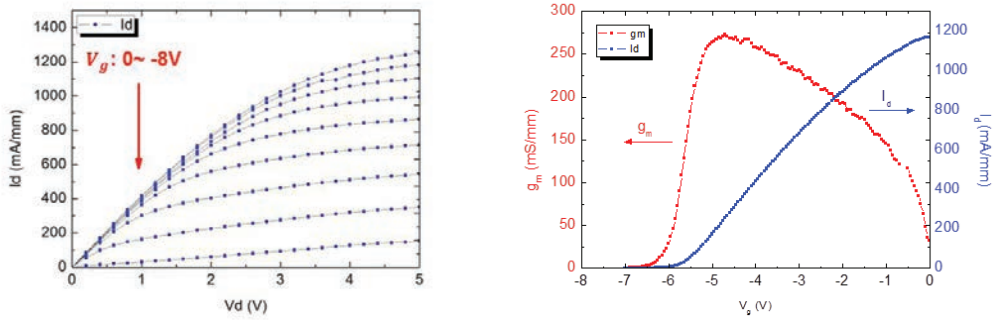 1400
1200
1000
800
600
400
200
0
Id (mA/mm)
Id
Vg: 0~ -8V
0 1 2 3 4 5
Vd (V)
300
250
200
150
100
50
0
gm (mS/mm)
gm
Id
gm
Id
1200
1000
800
600
400
200
0
Id (mA/mm)
-8 -7 -6 -5 -4 -3 -2 -1 0
Vg (V)